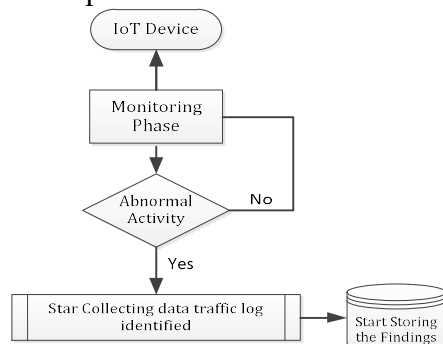 IoT Device
Monitoring
Phase
Abnormal
Activity
No
Yes
Star Collecting data traffic log
identified
Start Storing
the Findings